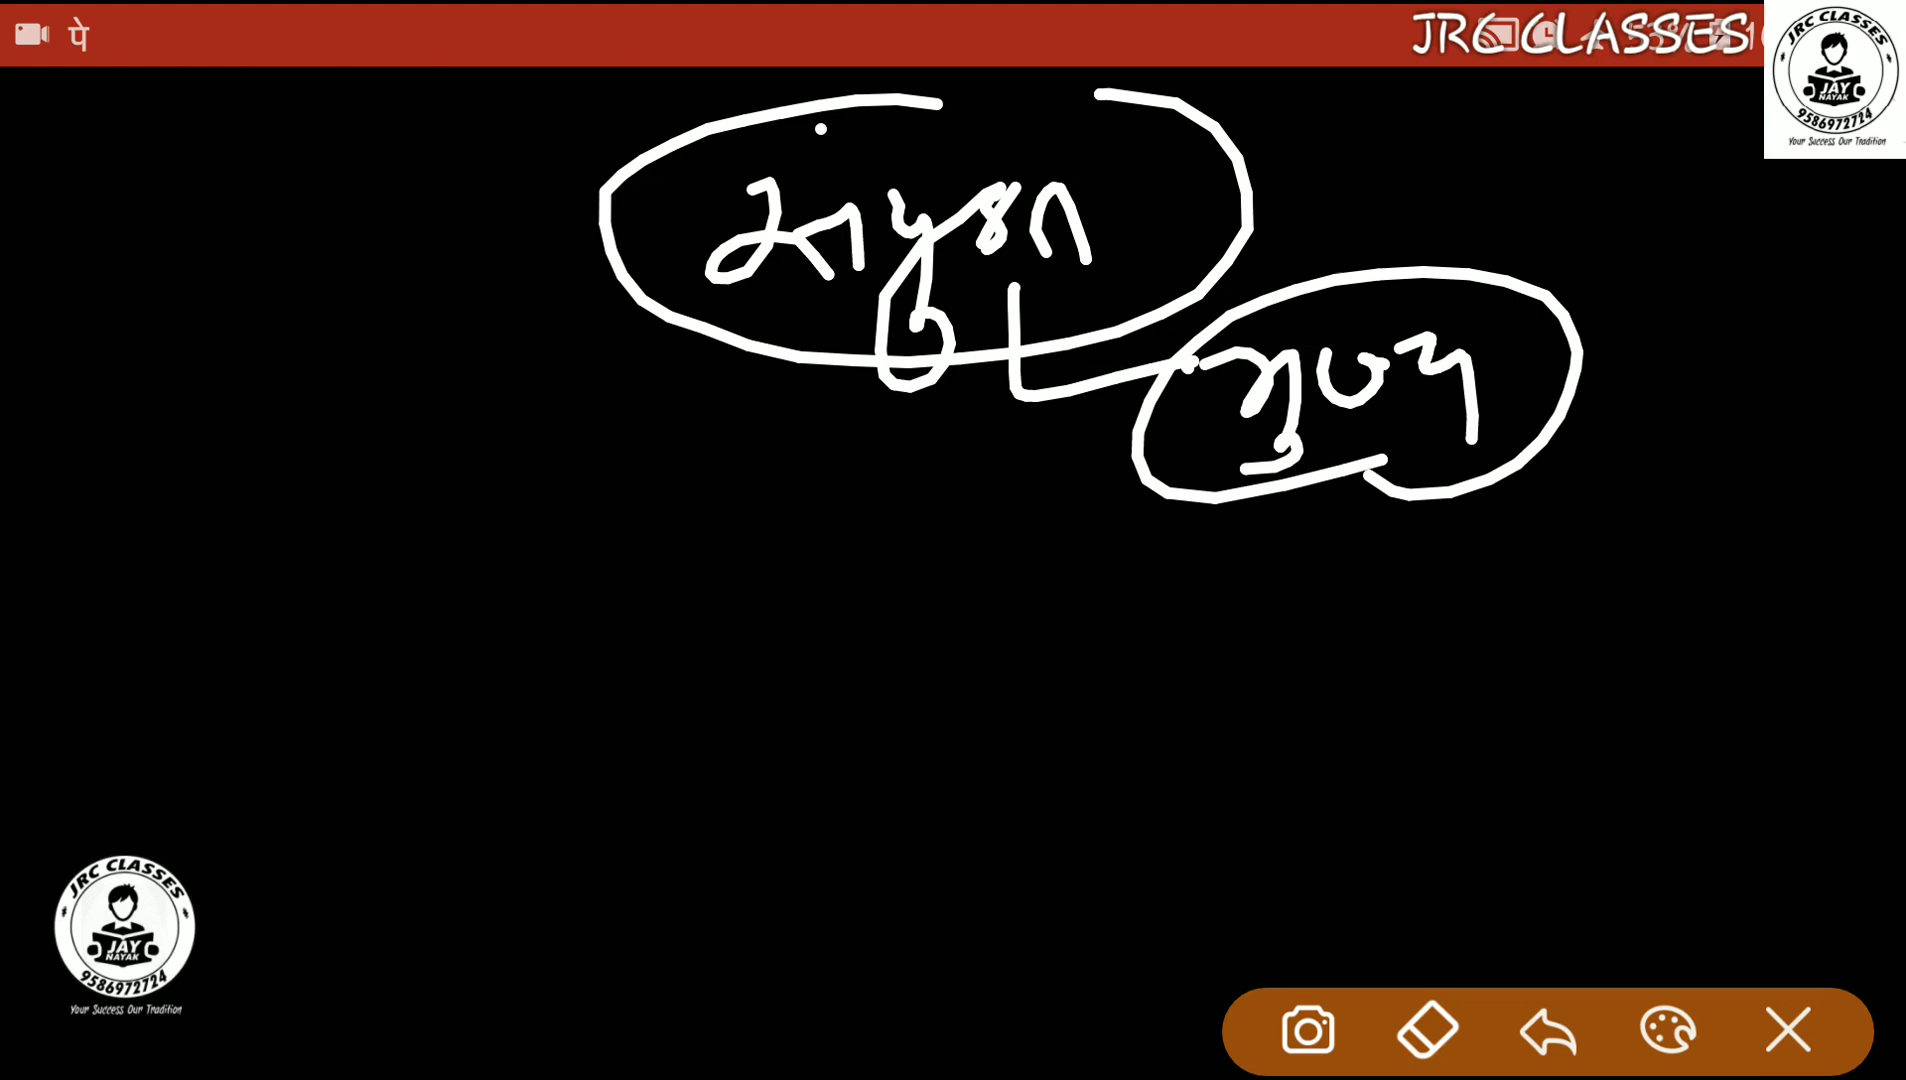 पे
JRC CLASSES
JRC CLASSES
JAY
NAYAK
9586972724
Your Success Our Tradition
સંયુક્ત
મુખ્ય
JRC CLASSES
JAY
NAYAK
9586972724
Your Success Our Tradition